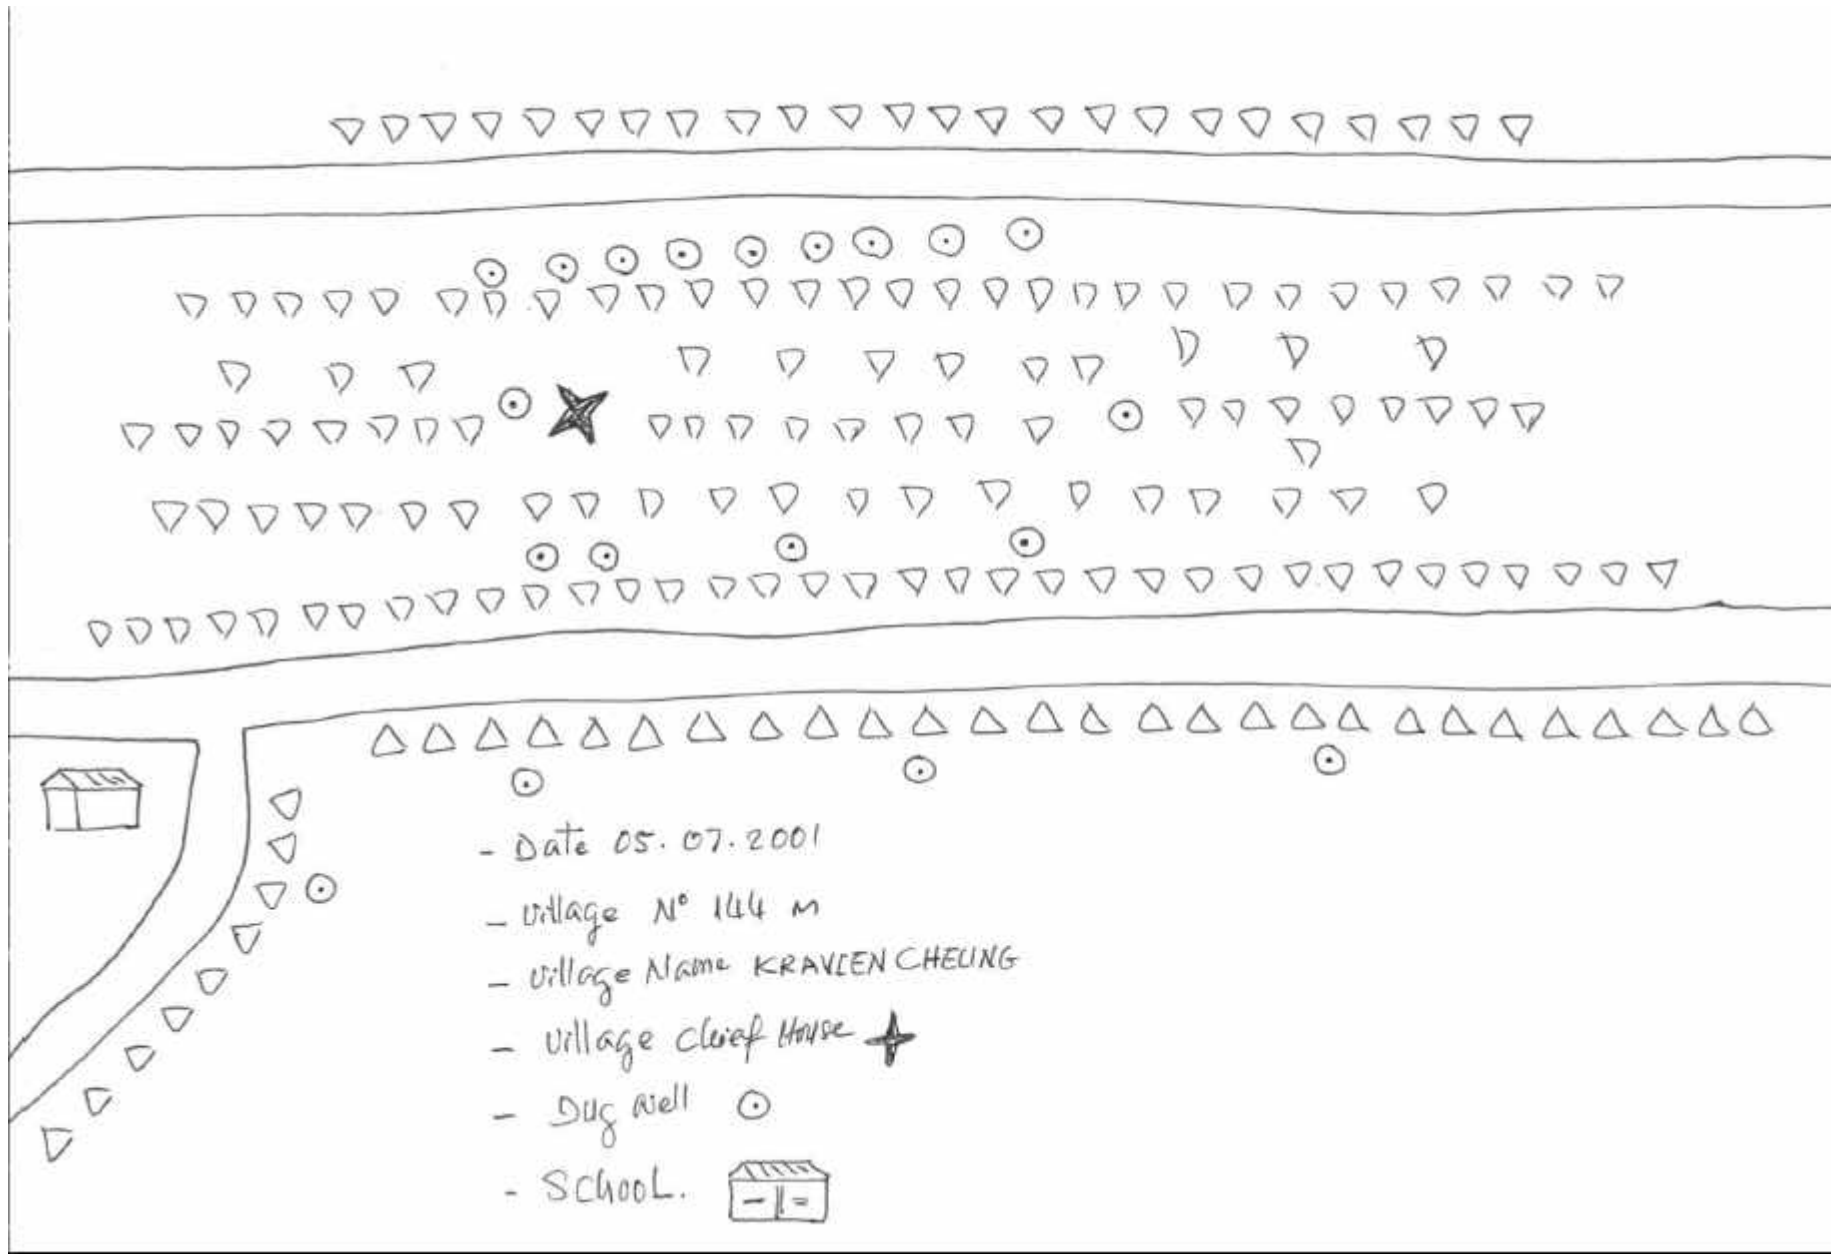 - Date 05.07.2001
- Village N° 144 m
- Village Name KRAVIEN CHEUNG
- Village Chief House
- Dug well
- SCHOOL.